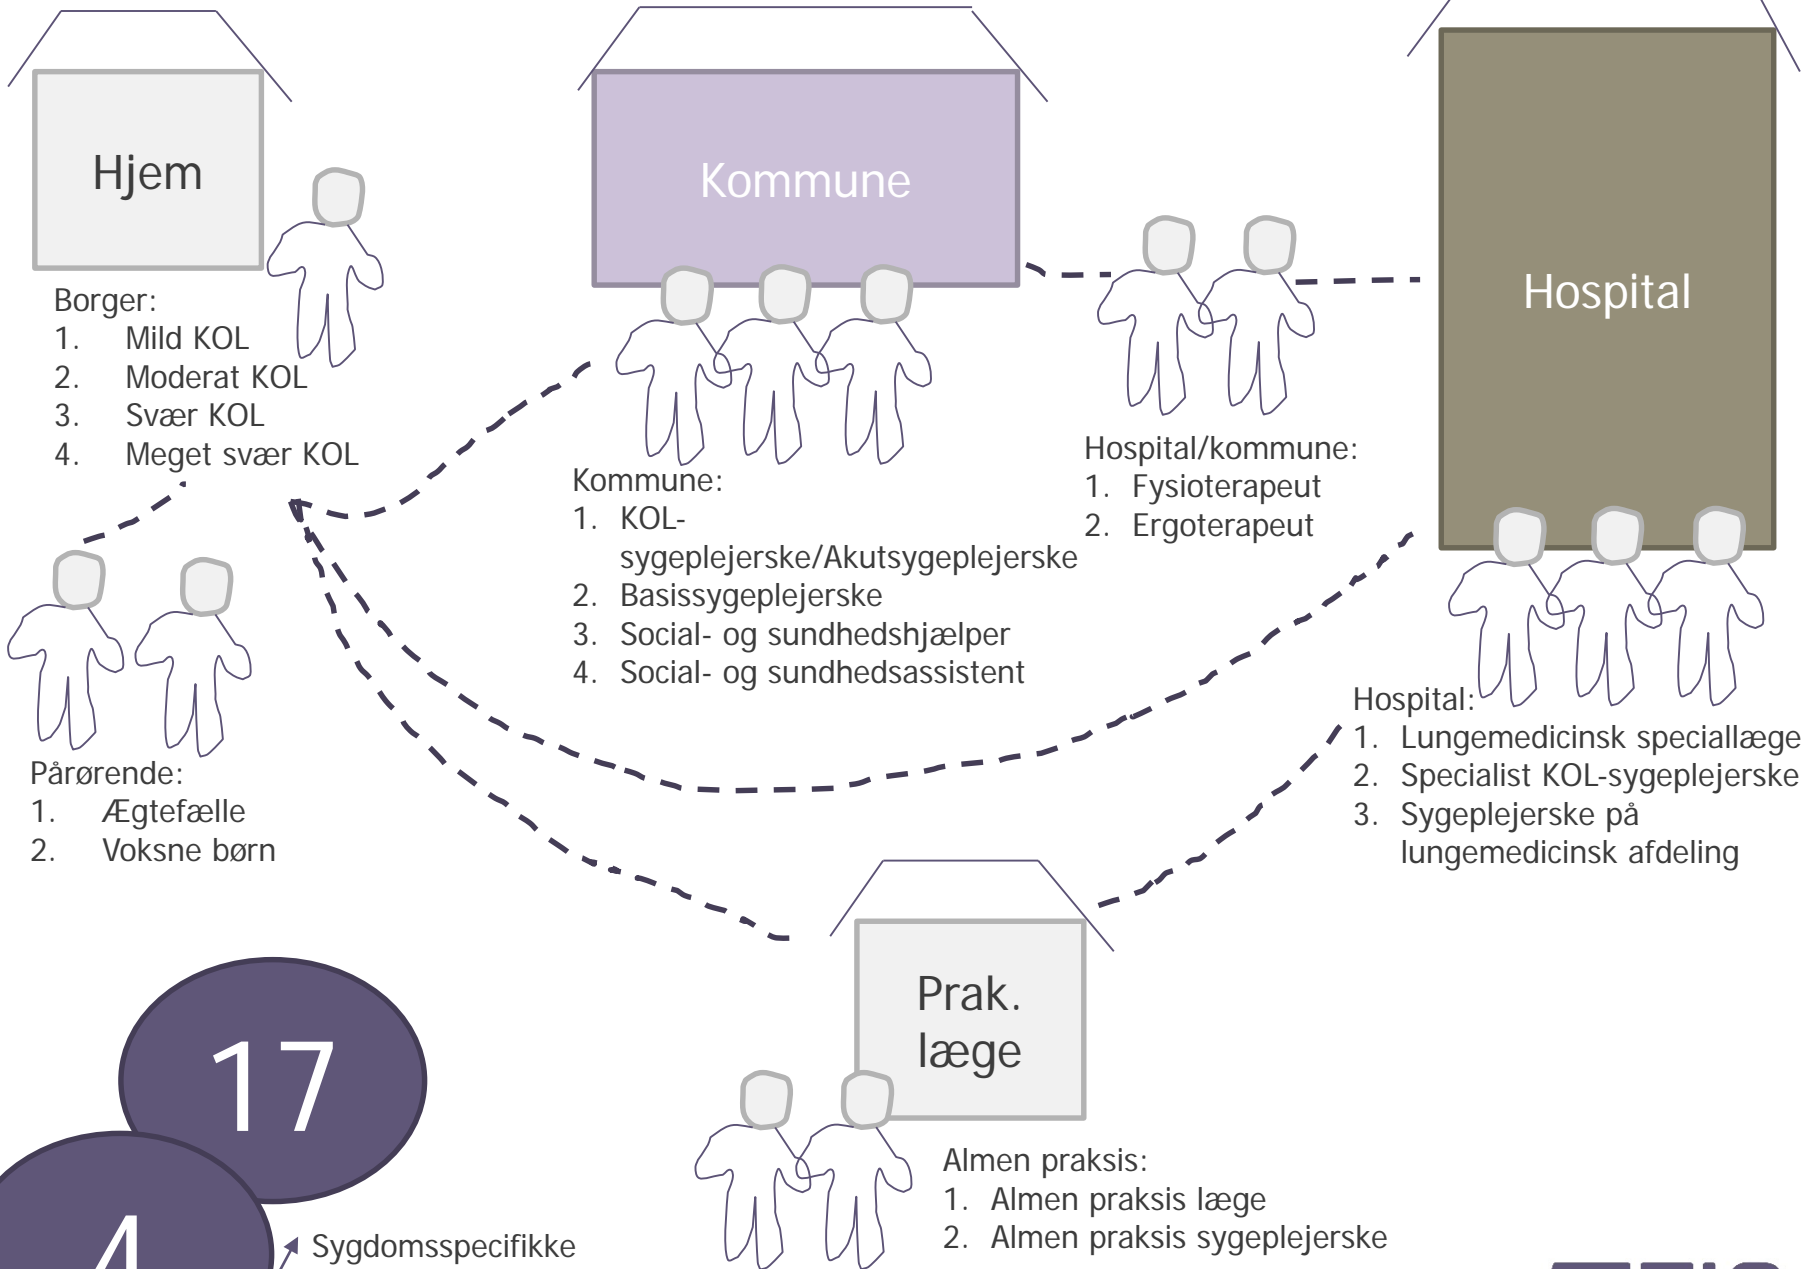 Hjem
Kommune
Hospital
Borger:
1. Mild KOL
2. Moderat KOL
3. Svær KOL
4. Meget svær KOL
Kommune:
1. KOL-
sygeplejerske/Akutsygeplejerske
2. Basissygeplejerske
3. Social- og sundhedshjælper
4. Social- og sundhedsassistent
Hospital/kommune:
1. Fysioterapeut
2. Ergoterapeut
Hospital:
1. Lungemedicinsk speciallæge
2. Specialist KOL-sygeplejerske
3. Sygeplejerske på
lungemedicinsk afdeling
Pårørende:
1. Ægtefælle
2. Voksne børn
Prak.
læge
Almen praksis:
1. Almen praksis læge
2. Almen praksis sygeplejerske
17
4
Sygdomsspecifikke